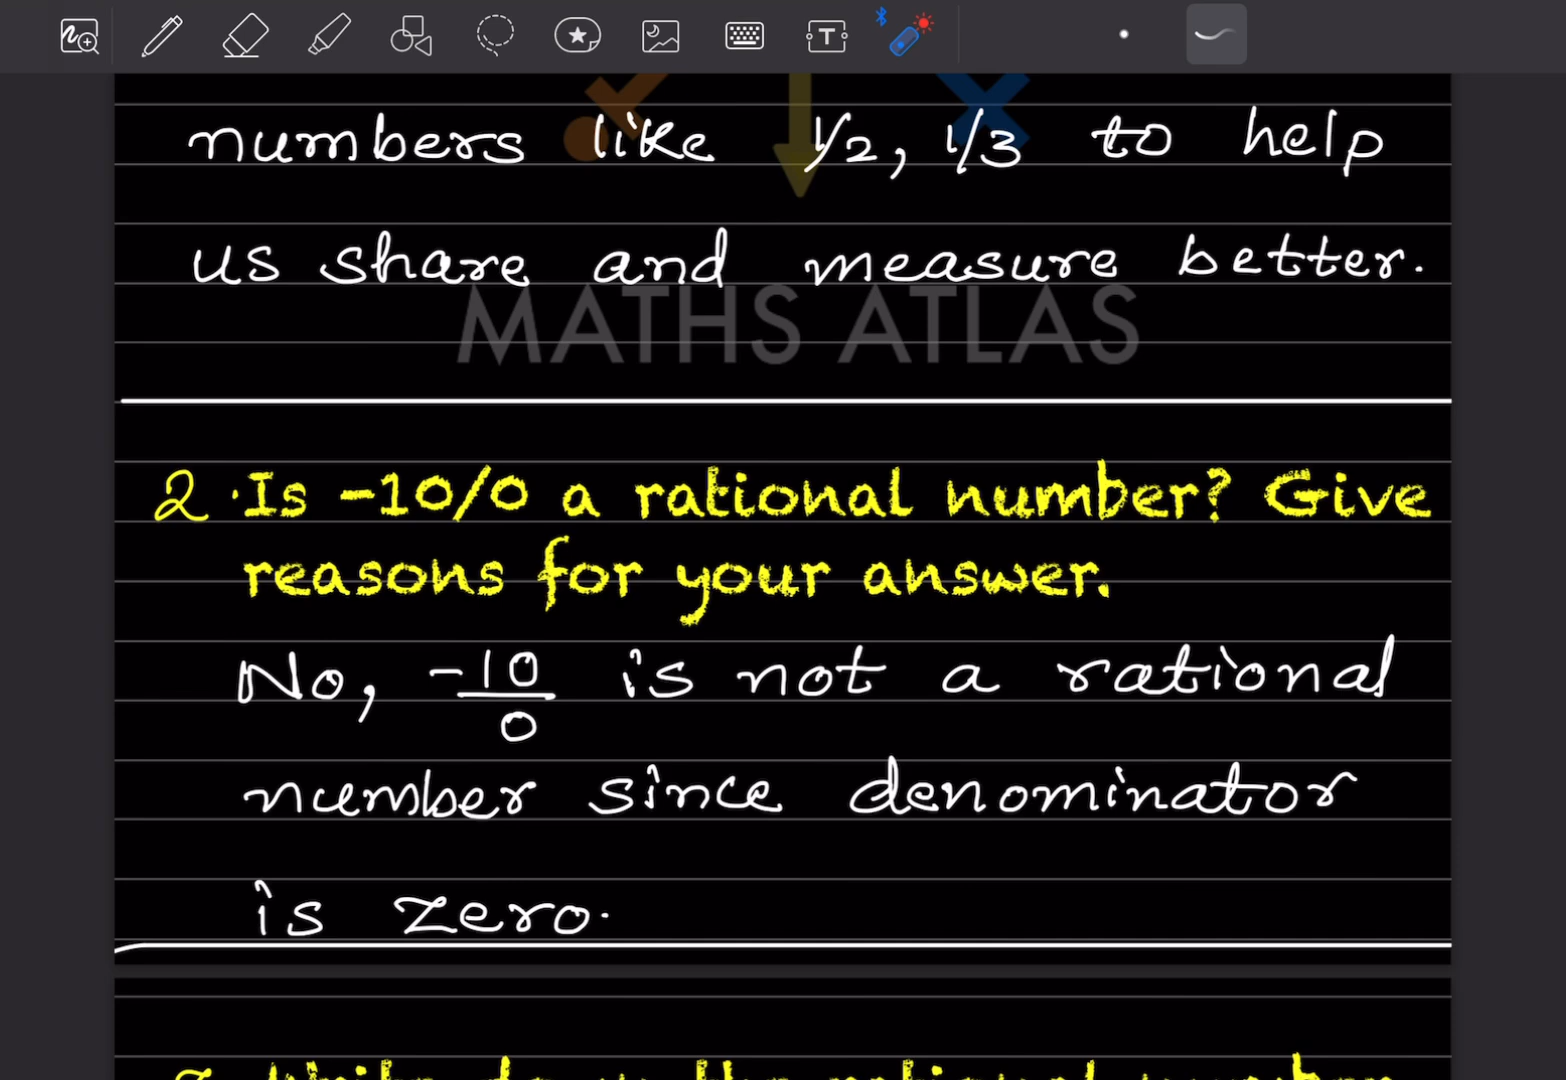 numbers like 1/2, 1/3 to help
us share and measure better.
MATHS ATLAS
2. Is -10/0 a rational number? Give
reasons for your answer.
No, -10/0 is not a rational
number since denominator
is zero.